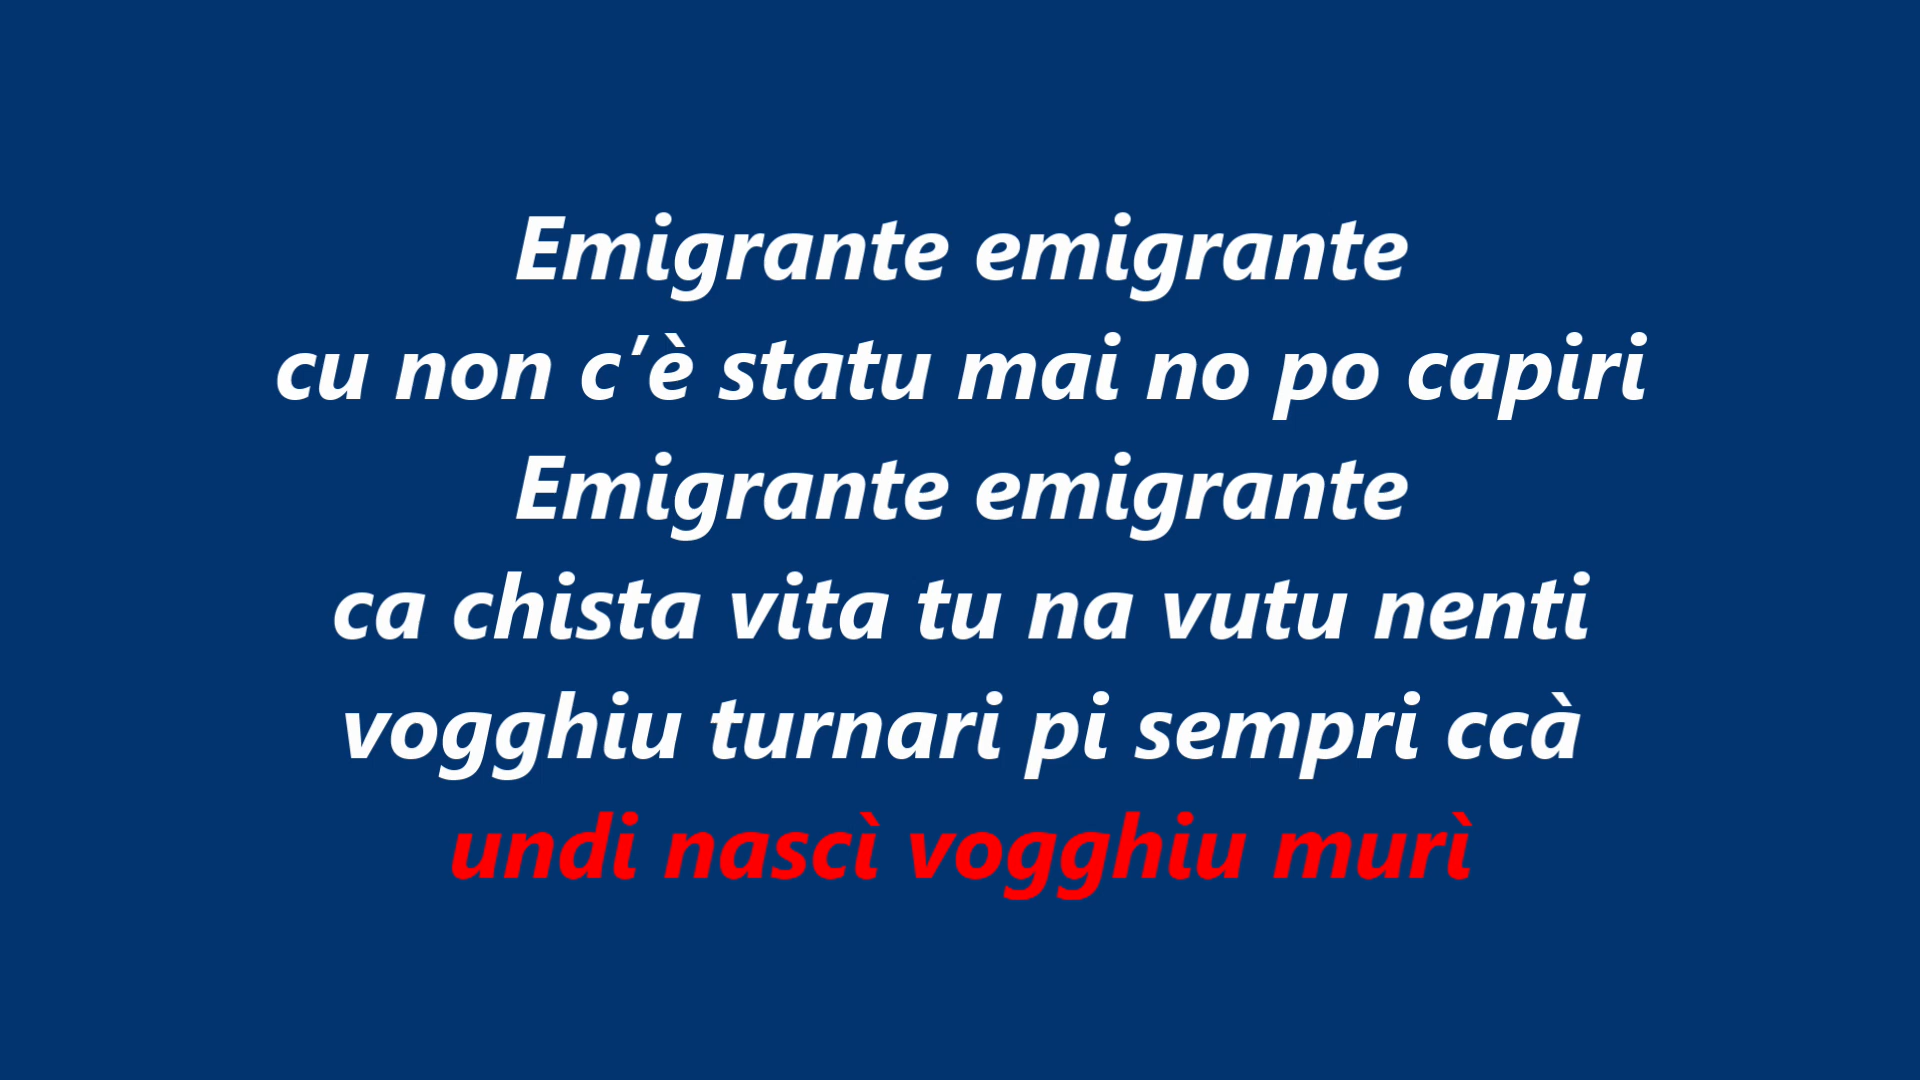 Emigrante emigrante
cu non c’è statu mai no po capiri
Emigrante emigrante
ca chista vita tu na vutu nenti
vogghiu turnari pi sempri ccà
undi nascì vogghiu murì